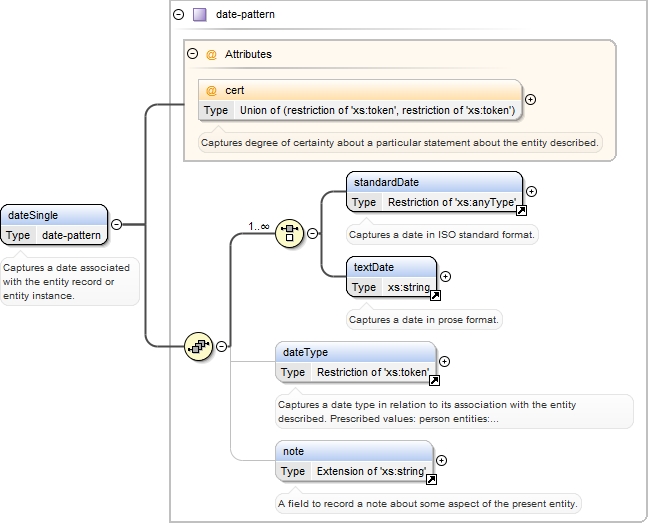 date-pattern
@ Attributes
@ cert
Type Union of (restriction of 'xs:token', restriction of 'xs:token')
Captures degree of certainty about a particular statement about the entity described.
dateSingle
Type date-pattern
Captures a date associated
with the entity record or
entity instance.
1..∞
standardDate
Type Restriction of 'xs:anyType'
Captures a date in ISO standard format.
textDate
Type xs:string
Captures a date in prose format.
dateType
Type Restriction of 'xs:token'
Captures a date type in relation to its association with the entity
described. Prescribed values: person entities:...
note
Type Extension of 'xs:string'
A field to record a note about some aspect of the present entity.